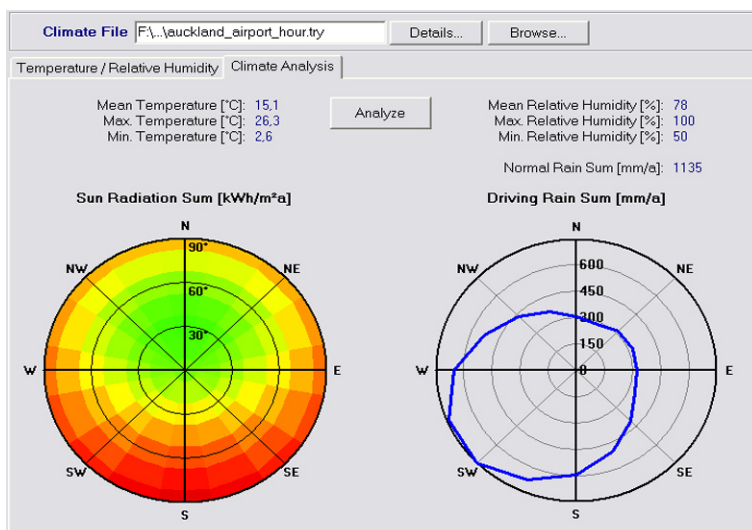 Climate File F:\...\auckland_airport_hour.try Details... Browse...
Temperature / Relative Humidity Climate Analysis
Mean Temperature [°C]: 15,1
Max. Temperature [°C]: 26,3
Min. Temperature [°C]: 2,6
Analyze
Mean Relative Humidity [%]: 78
Max. Relative Humidity [%]: 100
Min. Relative Humidity [%]: 50
Normal Rain Sum [mm/a]: 1135
Sun Radiation Sum [kWh/m²a]
N
90°
NW NE
60°
30°
W E
SW SE
S
Driving Rain Sum [mm/a]
N
NW NE
600
450
300
150
W 0 E
SW SE
S